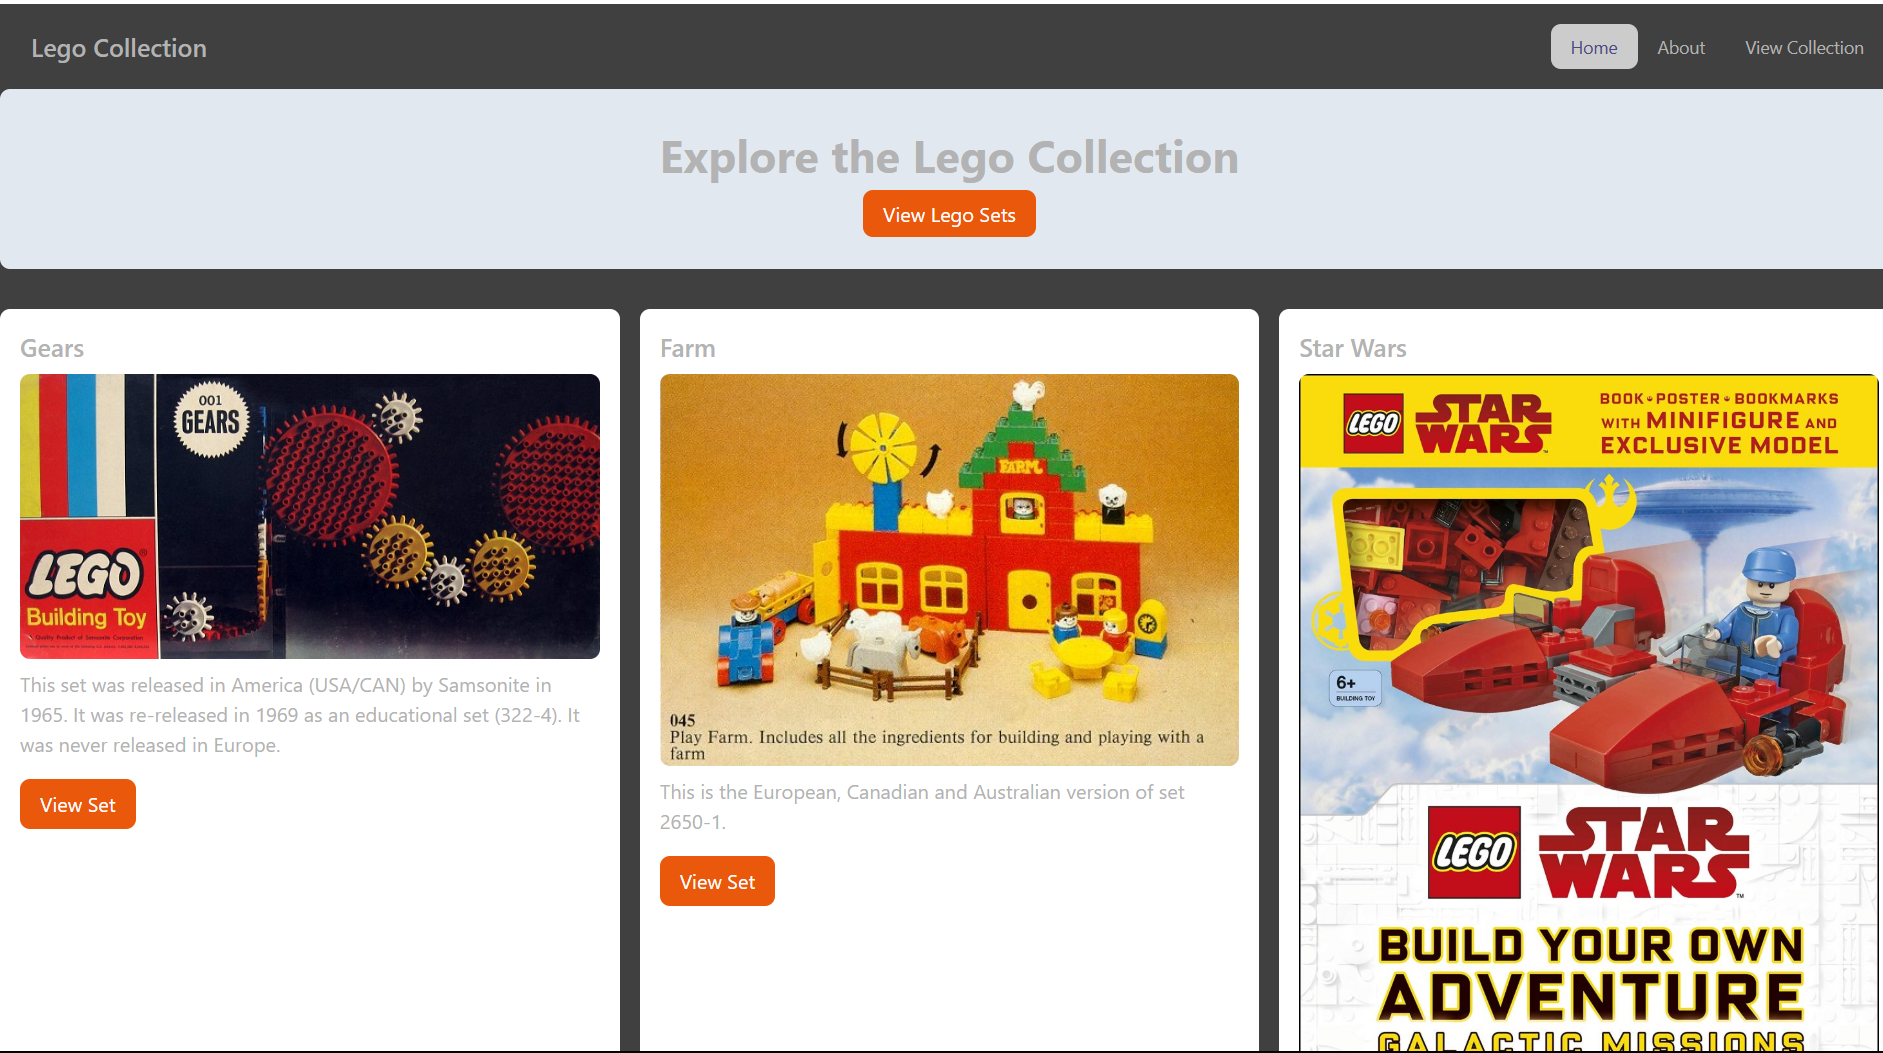 Lego Collection
Home
About
View Collection
Explore the Lego Collection
View Lego Sets
Gears
001
GEARS
LEGO
Building Toy
This set was released in America (USA/CAN) by Samsonite in
1965. It was re-released in 1969 as an educational set (322-4). It
was never released in Europe.
View Set
Farm
FARM
045
Play Farm. Includes all the ingredients for building and playing with a
farm
This is the European, Canadian and Australian version of set
2650-1.
View Set
Star Wars
LEGO
STAR
WARS
BOOK • POSTER • BOOKMARKS
WITH MINIFIGURE AND
EXCLUSIVE MODEL
6+
BUILDING TOY
LEGO
STAR
WARS™
BUILD YOUR OWN
ADVENTURE
GALACTIC MISSIONS